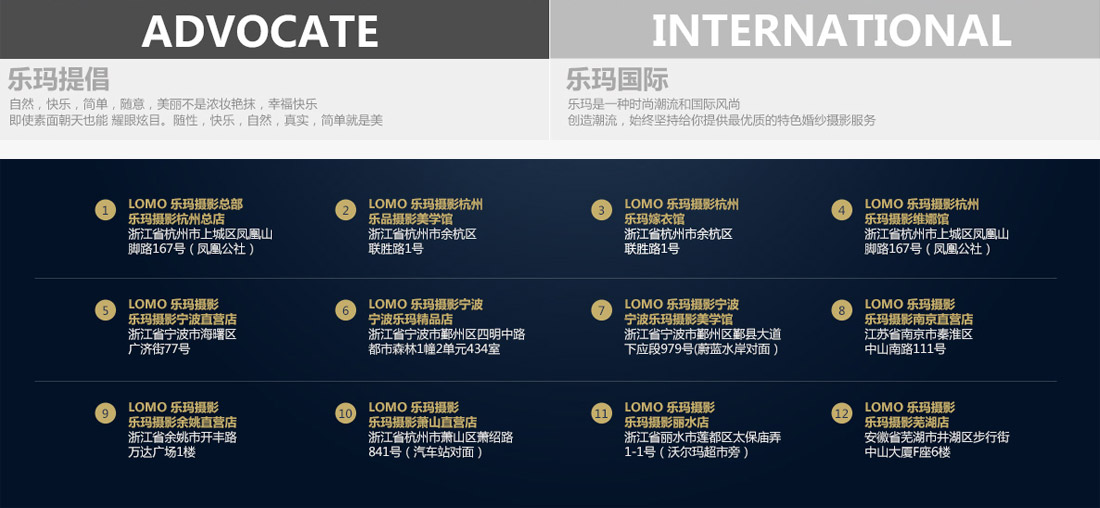 ADVOCATE
乐玛提倡
自然，快乐，简单，随意，美丽不是浓妆艳抹，幸福快乐
即使素面朝天也能 耀眼炫目。随性，快乐，自然，真实，简单就是美
INTERNATIONAL
乐玛国际
乐玛是一种时尚潮流和国际风尚
创造潮流，始终坚持给你提供最优质的特色婚纱摄影服务
1
LOMO 乐玛摄影总部
乐玛摄影杭州总店
浙江省杭州市上城区凤凰山
脚路167号（凤凰公社）
2
LOMO 乐玛摄影杭州
乐品摄影美学馆
浙江省杭州市余杭区
联胜路1号
3
LOMO 乐玛摄影杭州
乐玛嫁衣馆
浙江省杭州市余杭区
联胜路1号
4
LOMO 乐玛摄影杭州
乐玛摄影维娜馆
浙江省杭州市上城区凤凰山
脚路167号（凤凰公社）
5
LOMO 乐玛摄影
乐玛摄影宁波直营店
浙江省宁波市海曙区
广济街77号
6
LOMO 乐玛摄影宁波
宁波乐玛精品店
浙江省宁波市鄞州区四明中路
都市森林1幢2单元434室
7
LOMO 乐玛摄影宁波
宁波乐玛摄影美学馆
浙江省宁波市鄞州区鄞县大道
下应段979号(蔚蓝水岸对面）
8
LOMO 乐玛摄影
乐玛摄影南京直营店
江苏省南京市秦淮区
中山南路111号
9
LOMO 乐玛摄影
乐玛摄影余姚直营店
浙江省余姚市开丰路
万达广场1楼
10
LOMO 乐玛摄影
乐玛摄影萧山直营店
浙江省杭州市萧山区萧绍路
841号（汽车站对面）
11
LOMO 乐玛摄影
乐玛摄影丽水店
浙江省丽水市莲都区太保庙弄
1-1号（沃尔玛超市旁）
12
LOMO 乐玛摄影
乐玛摄影芜湖店
安徽省芜湖市井湖区步行街
中山大厦F座6楼